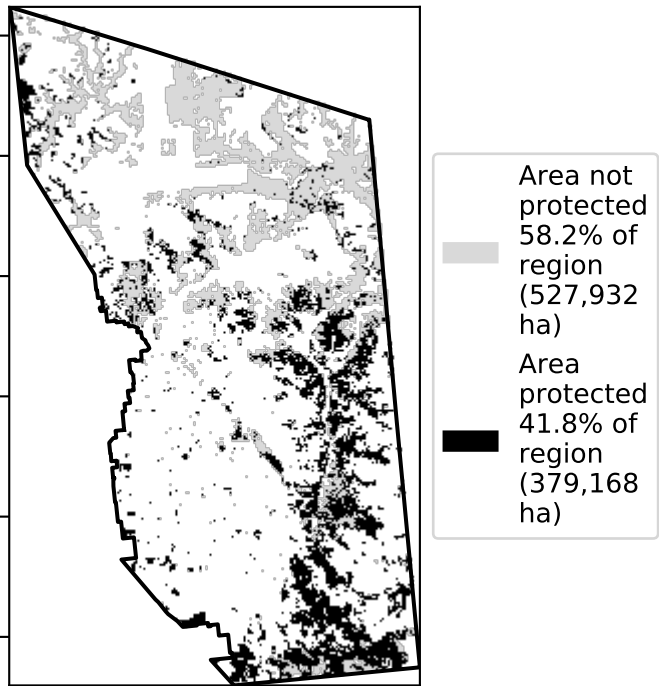 Area not
protected
58.2% of
region
(527,932
ha)
Area
protected
41.8% of
region
(379,168
ha)